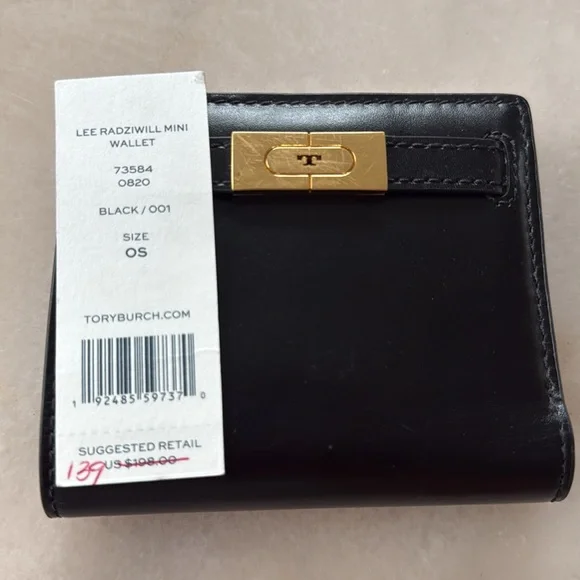 LEE RADZIWILL MINI
WALLET
73584
0820
BLACK / 001
SIZE
OS
TORYBURCH.COM
1 92485 59737 0
SUGGESTED RETAIL
139 US $198.00
T